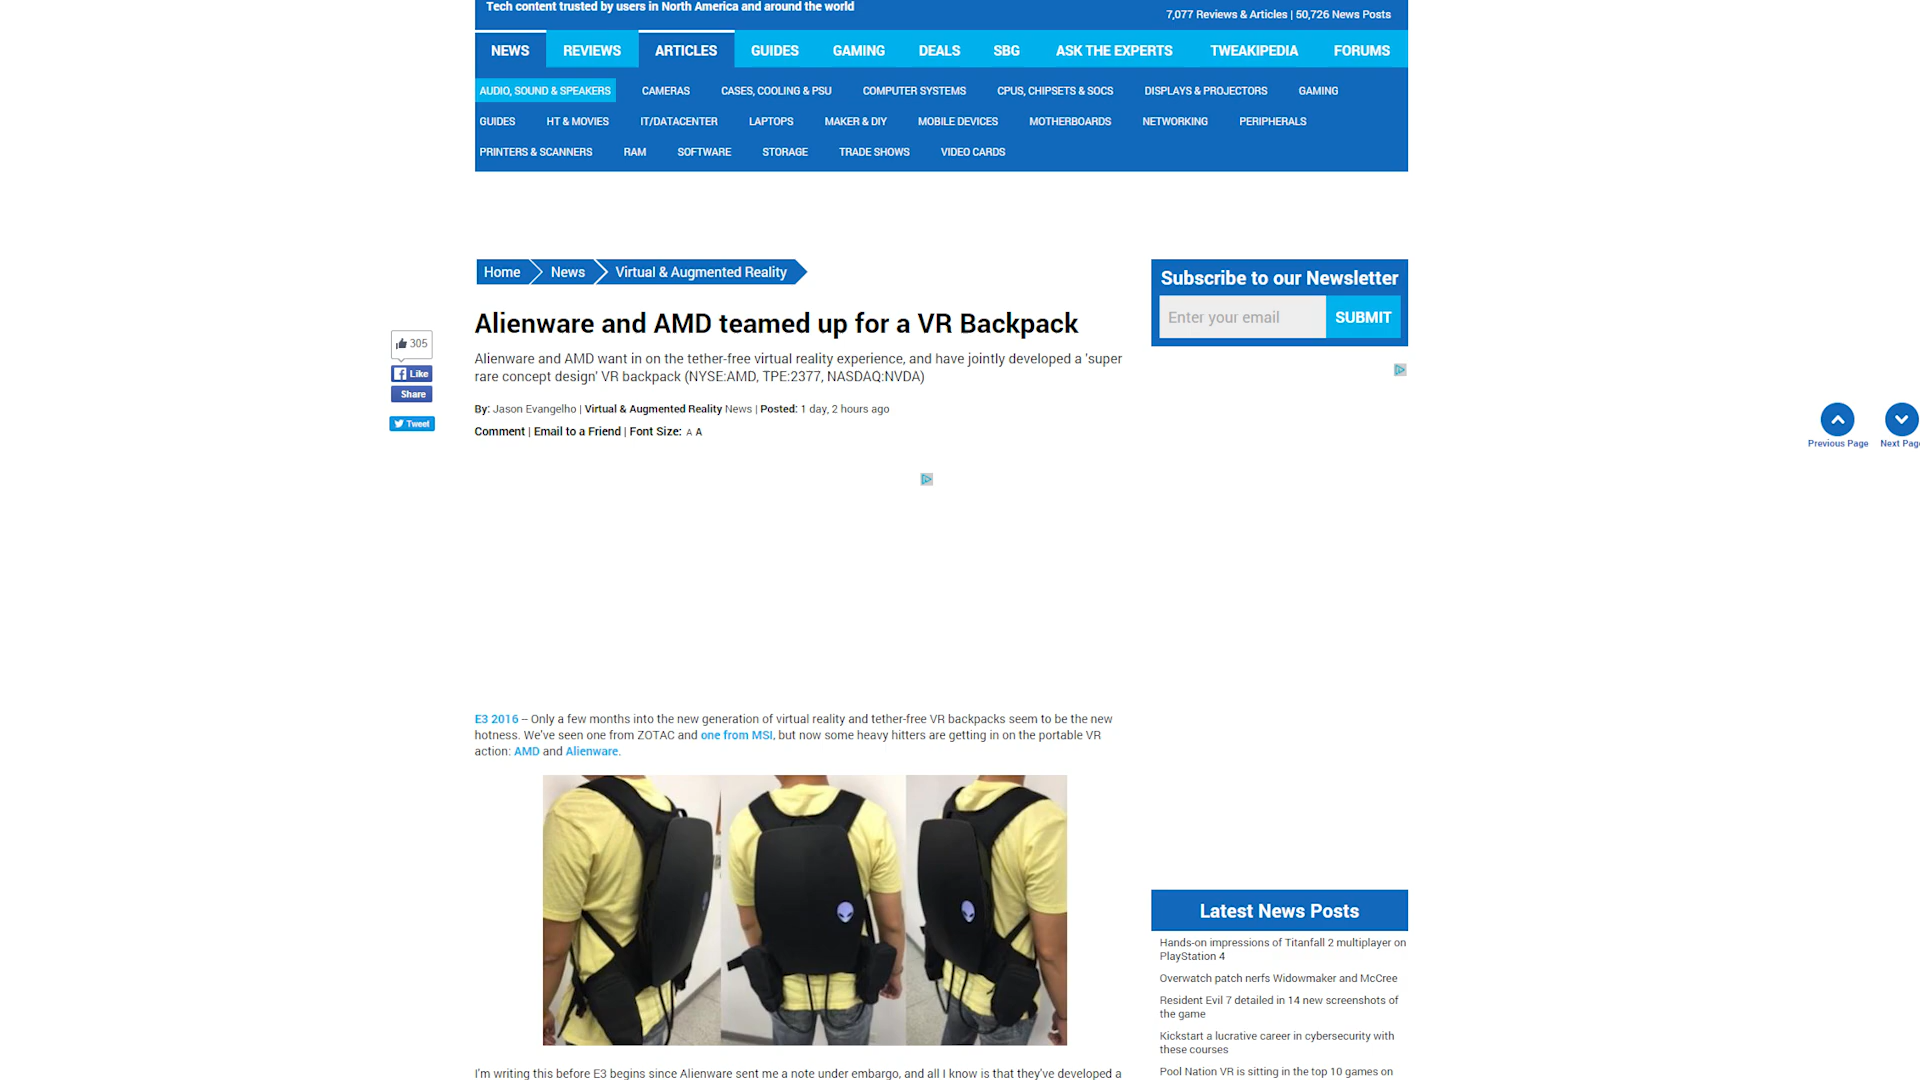 Tech content trusted by users in North America and around the world
7,077 Reviews & Articles | 50,726 News Posts
NEWS REVIEWS ARTICLES GUIDES GAMING DEALS SBG ASK THE EXPERTS TWEAKIPEDIA FORUMS
AUDIO, SOUND & SPEAKERS CAMERAS CASES, COOLING & PSU COMPUTER SYSTEMS CPUS, CHIPSETS & SOCS DISPLAYS & PROJECTORS GAMING
GUIDES HT & MOVIES IT/DATACENTER LAPTOPS MAKER & DIY MOBILE DEVICES MOTHERBOARDS NETWORKING PERIPHERALS
PRINTERS & SCANNERS RAM SOFTWARE STORAGE TRADE SHOWS VIDEO CARDS
Home News Virtual & Augmented Reality
Alienware and AMD teamed up for a VR Backpack
Alienware and AMD want in on the tether-free virtual reality experience, and have jointly developed a 'super
rare concept design' VR backpack (NYSE:AMD, TPE:2377, NASDAQ:NVDA)
By: Jason Evangelho | Virtual & Augmented Reality News | Posted: 1 day, 2 hours ago
Comment | Email to a Friend | Font Size: A A
305
Like
Share
Tweet
E3 2016 – Only a few months into the new generation of virtual reality and tether-free VR backpacks seem to be the new
hotness. We've seen one from ZOTAC and one from MSI, but now some heavy hitters are getting in on the portable VR
action: AMD and Alienware.
I'm writing this before E3 begins since Alienware sent me a note under embargo, and all I know is that they've developed a
Subscribe to our Newsletter
Enter your email SUBMIT
Previous Page
Next Pag
Latest News Posts
Hands-on impressions of Titanfall 2 multiplayer on
PlayStation 4
Overwatch patch nerfs Widowmaker and McCree
Resident Evil 7 detailed in 14 new screenshots of
the game
Kickstart a lucrative career in cybersecurity with
these courses
Pool Nation VR is sitting in the top 10 games on